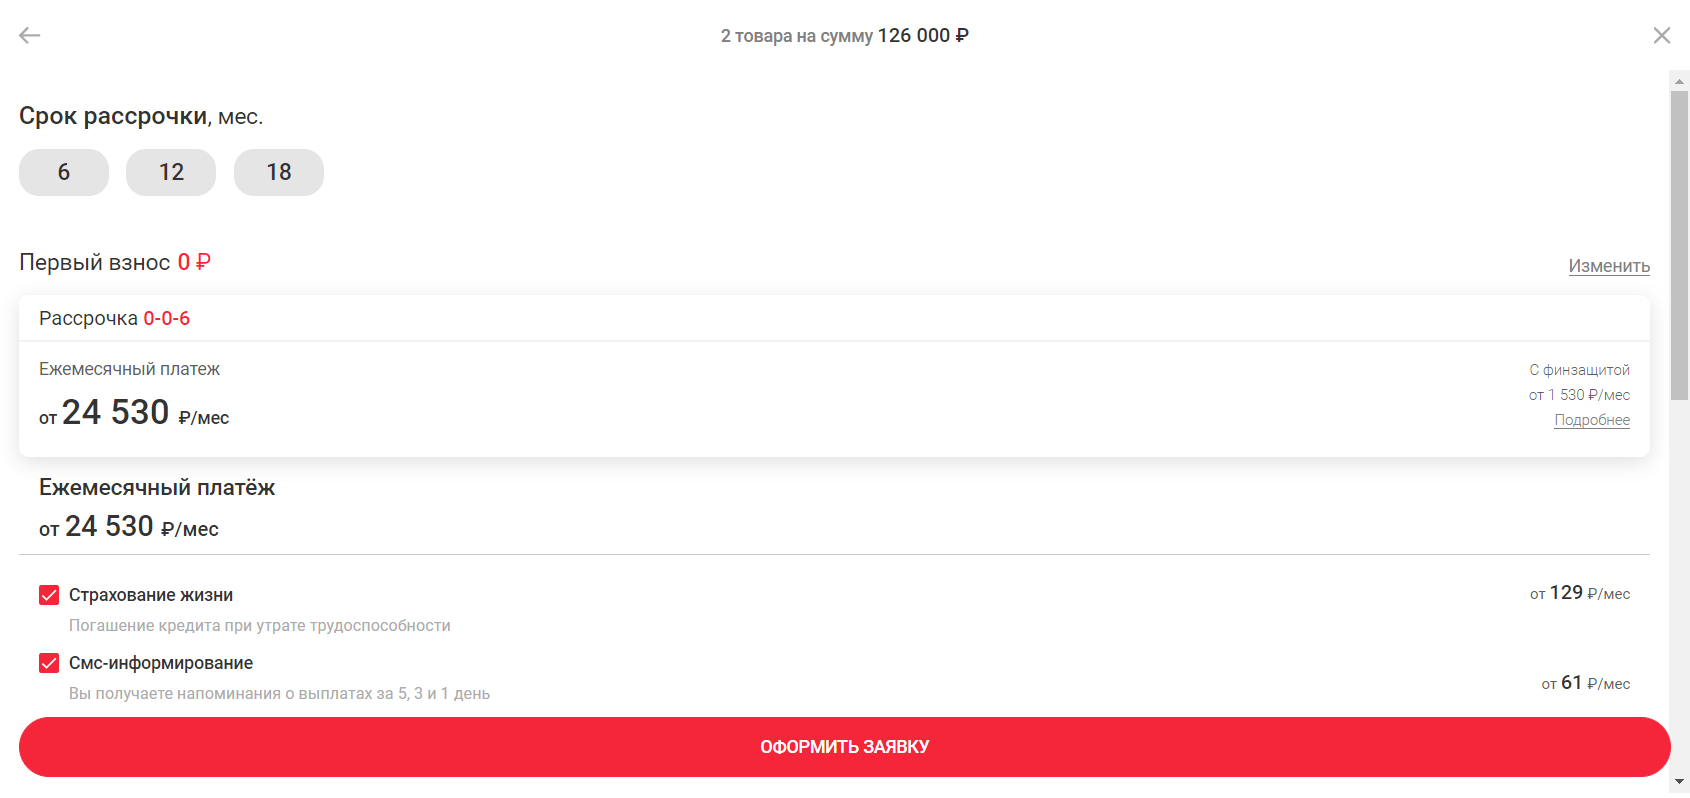 2 товара на сумму 126 000 ₽
Срок рассрочки, мес.
6 12 18
Первый взнос 0 ₽
Изменить
Рассрочка 0-0-6
Ежемесячный платеж
от 24 530 ₽/мес
С финзащитой
от 1 530 ₽/мес
Подробнее
Ежемесячный платёж
от 24 530 ₽/мес
Страхование жизни
от 129 ₽/мес
Погашение кредита при утрате трудоспособности
Смс-информирование
от 61 ₽/мес
Вы получаете напоминания о выплатах за 5, 3 и 1 день
ОФОРМИТЬ ЗАЯВКУ